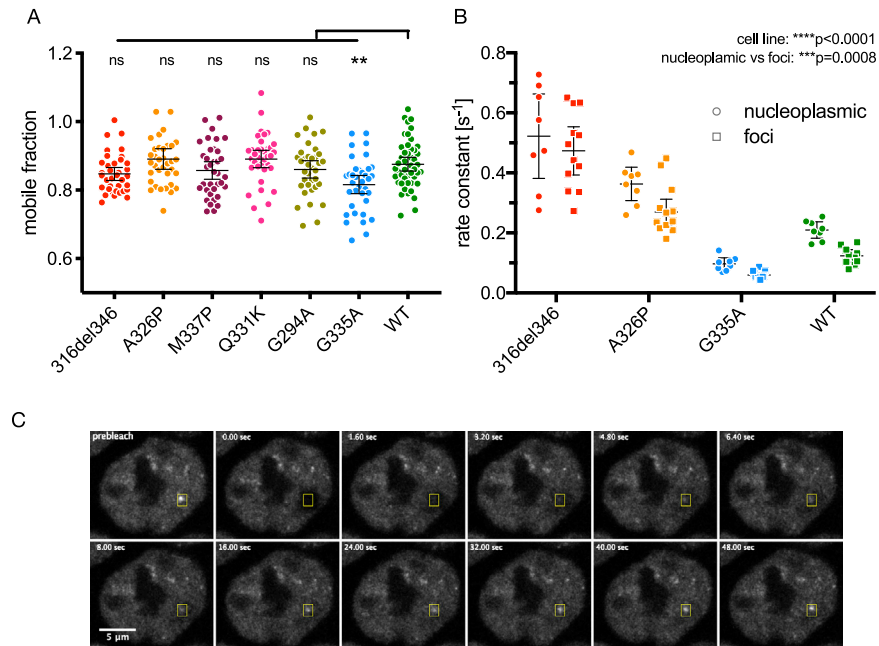 A
1.2
1.0
0.8
0.6
mobile fraction
ns
ns
ns
ns
ns
**
316del346
A326P
M337P
Q331K
G294A
G335A
WT
B
cell line: ****p<0.0001
nucleoplamic vs foci: ***p=0.0008
0.8
0.6
0.4
0.2
0.0
rate constant [s⁻¹]
nucleoplasmic
foci
316del346
A326P
G335A
WT
C
prebleach
0.00 sec
1.60 sec
3.20 sec
4.80 sec
6.40 sec
8.00 sec
16.00 sec
24.00 sec
32.00 sec
40.00 sec
48.00 sec
5 µm